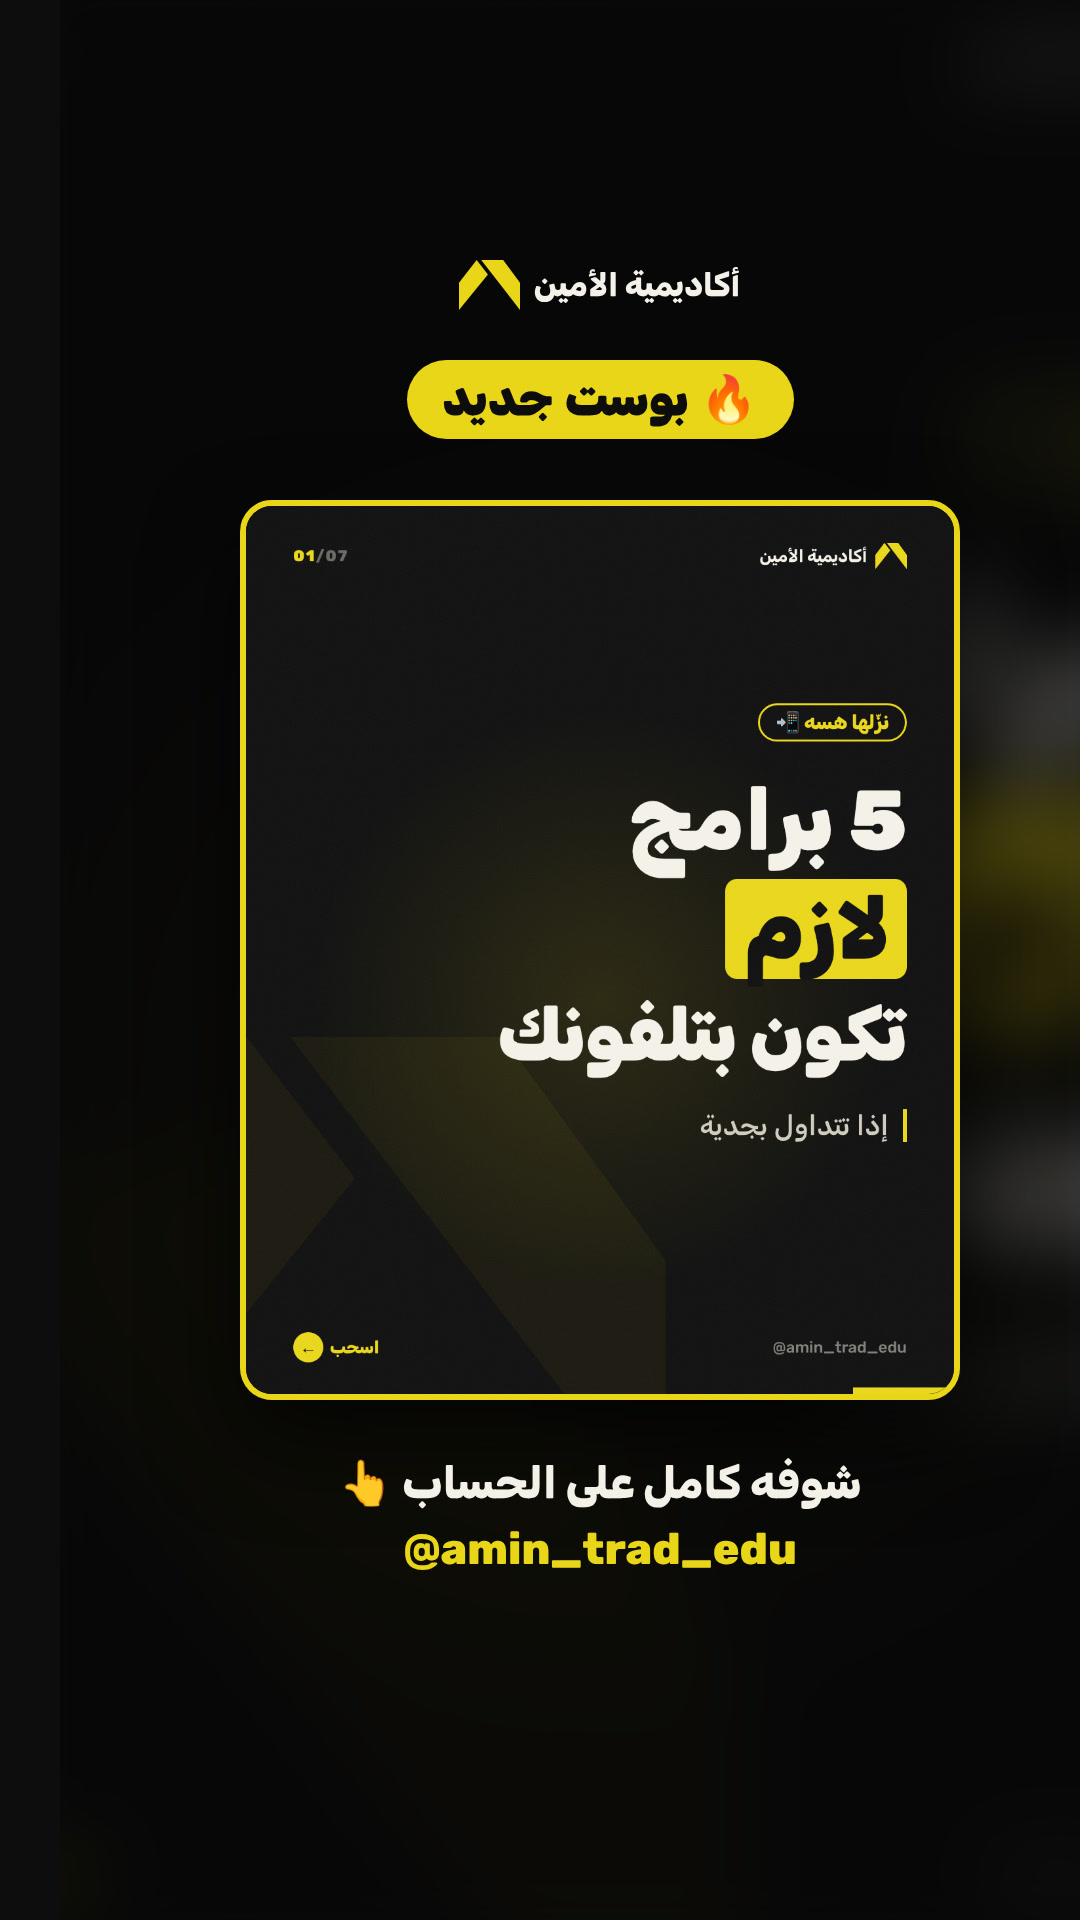 أكاديمية الأمين
🔥 بوست جديد
أكاديمية الأمين
01/07
نزّلها هسه 📲
5 برامج
لازم
تكون بتلفونك
إذا تتداول بجدية
@amin_trad_edu
اسحب ←
شوفه كامل على الحساب 👆
@amin_trad_edu